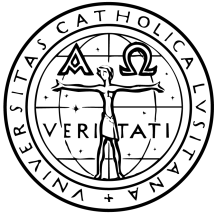 VNIVERSITAS CATHOLICA LVSITANA
Α Ω
VERITATI